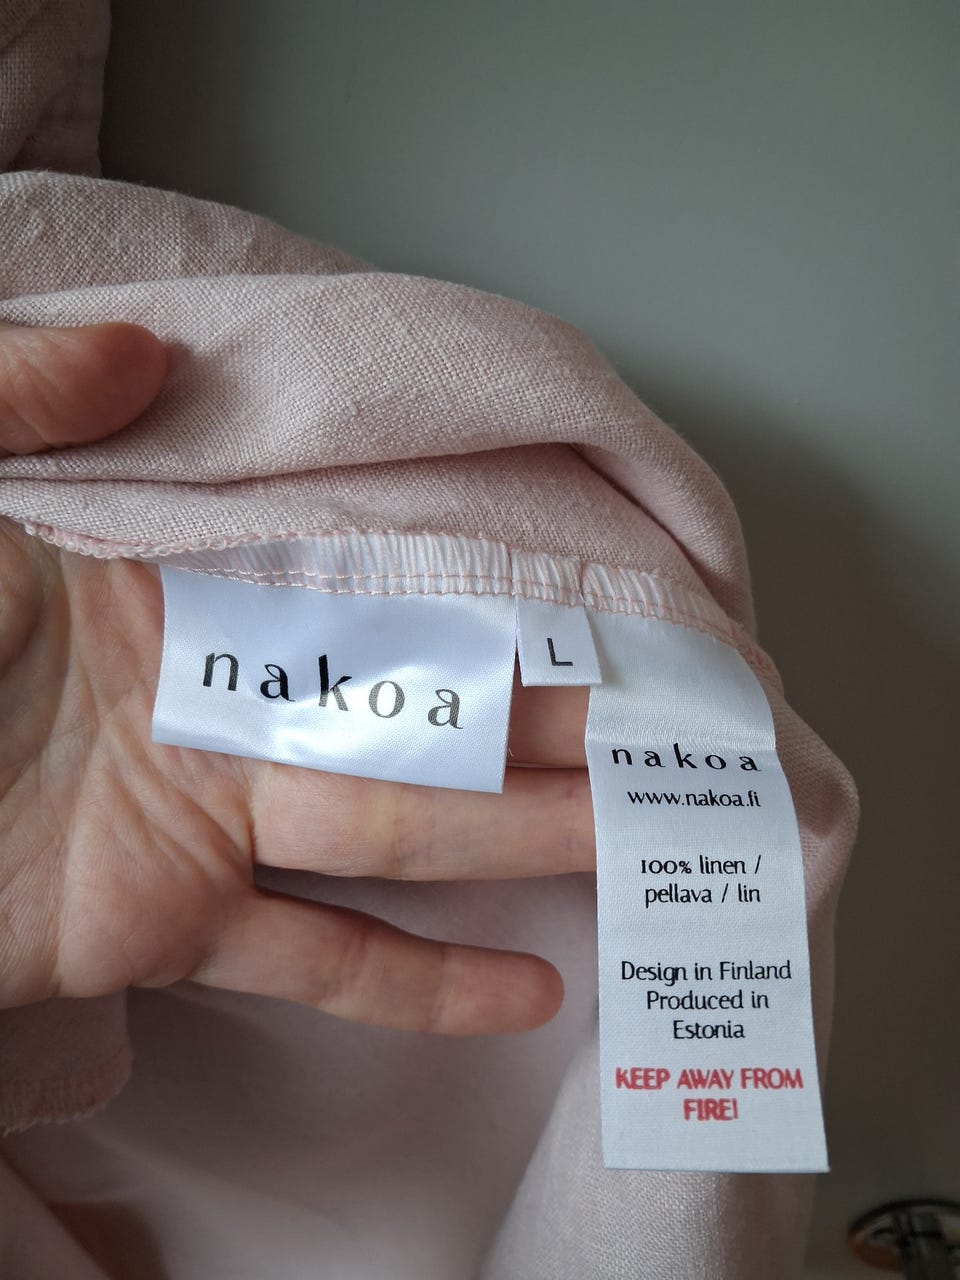 nakoa
L
nakoa
www.nakoa.fi
100% linen /
pellava / lin
Design in Finland
Produced in
Estonia
KEEP AWAY FROM
FIRE!